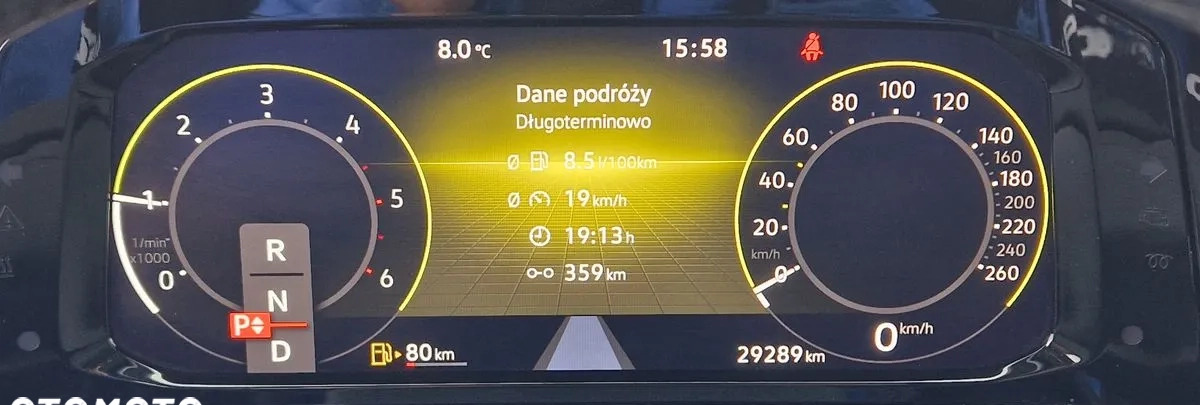 8.0°C
15:58
Dane podróży
Długoterminowo
Ø 8.5 l/100km
Ø 19 km/h
19:13 h
359 km
0
1
2
3
4
5
6
1/min
x1000
R
N
P
D
80 km
0
20
40
60
80
100
120
140
160
180
200
220
240
260
km/h
0 km/h
29289 km
OTOMOTO